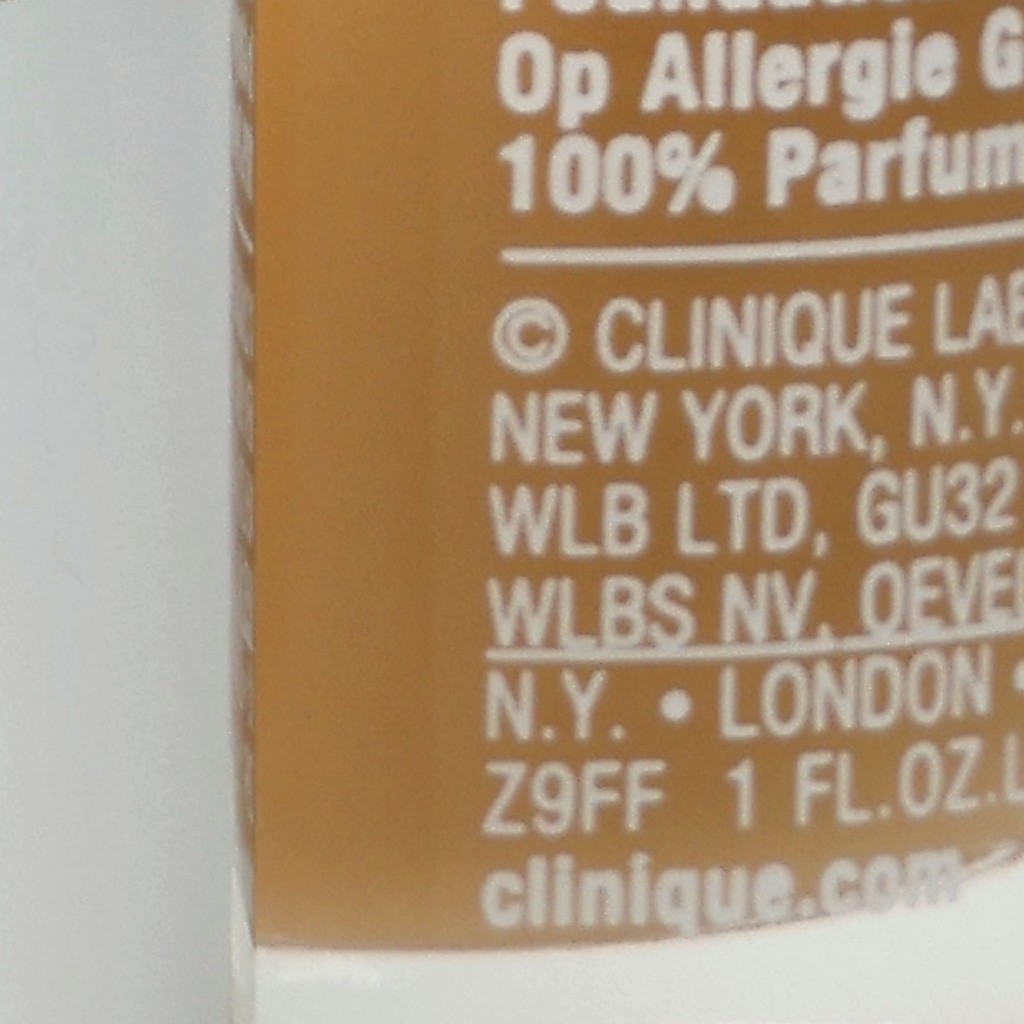 Op Allergie G
100% Parfum
© CLINIQUE LAB
NEW YORK, N.Y.
WLB LTD, GU32
WLBS NV, OEVEL
N.Y. • LONDON •
Z9FF 1 FL.OZ.L
clinique.com